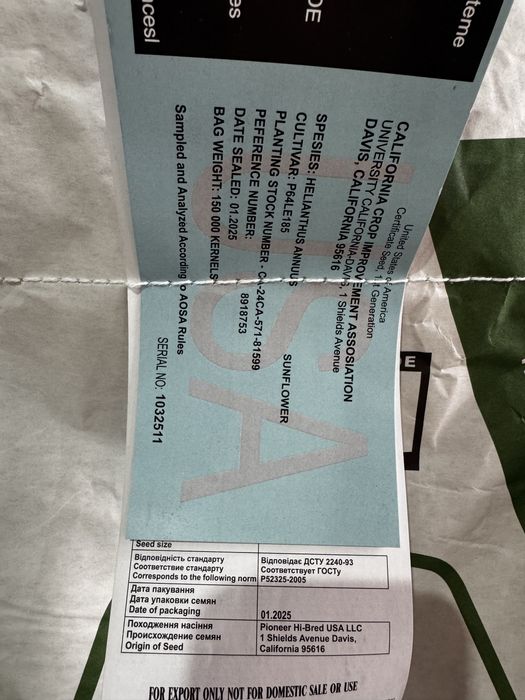 teme
DE
es
ncesl
United States of America
Certificate Seed, 1st Generation
CALIFORNIA CROP IMPROVEMENT ASSOSIATION
UNIVERSITY CALIFORNIA-DAVIS, 1 Shields Avenue
DAVIS, CALIFORNIA 95616
SPESIES: HELIANTHUS ANNUUS SUNFLOWER
CULTIVAR: P64LE185
PLANTING STOCK NUMBER - CA-24CA-571-81599
PEFERENCE NUMBER: 8918753
DATE SEALED: 01.2025
BAG WEIGHT: 150 000 KERNELS
Sampled and Analyzed According to AOSA Rules
SERIAL NO: 1032511
USA
E
Seed size
Відповідність стандарту
Соответствие стандарту
Corresponds to the following norm
Відповідає ДСТУ 2240-93
Соответствует ГОСТу
Р52325-2005
Дата пакування
Дата упаковки семян
Date of packaging
01.2025
Походження насіння
Происхождение семян
Origin of Seed
Pioneer Hi-Bred USA LLC
1 Shields Avenue Davis,
California 95616
FOR EXPORT ONLY NOT FOR DOMESTIC SALE OR USE